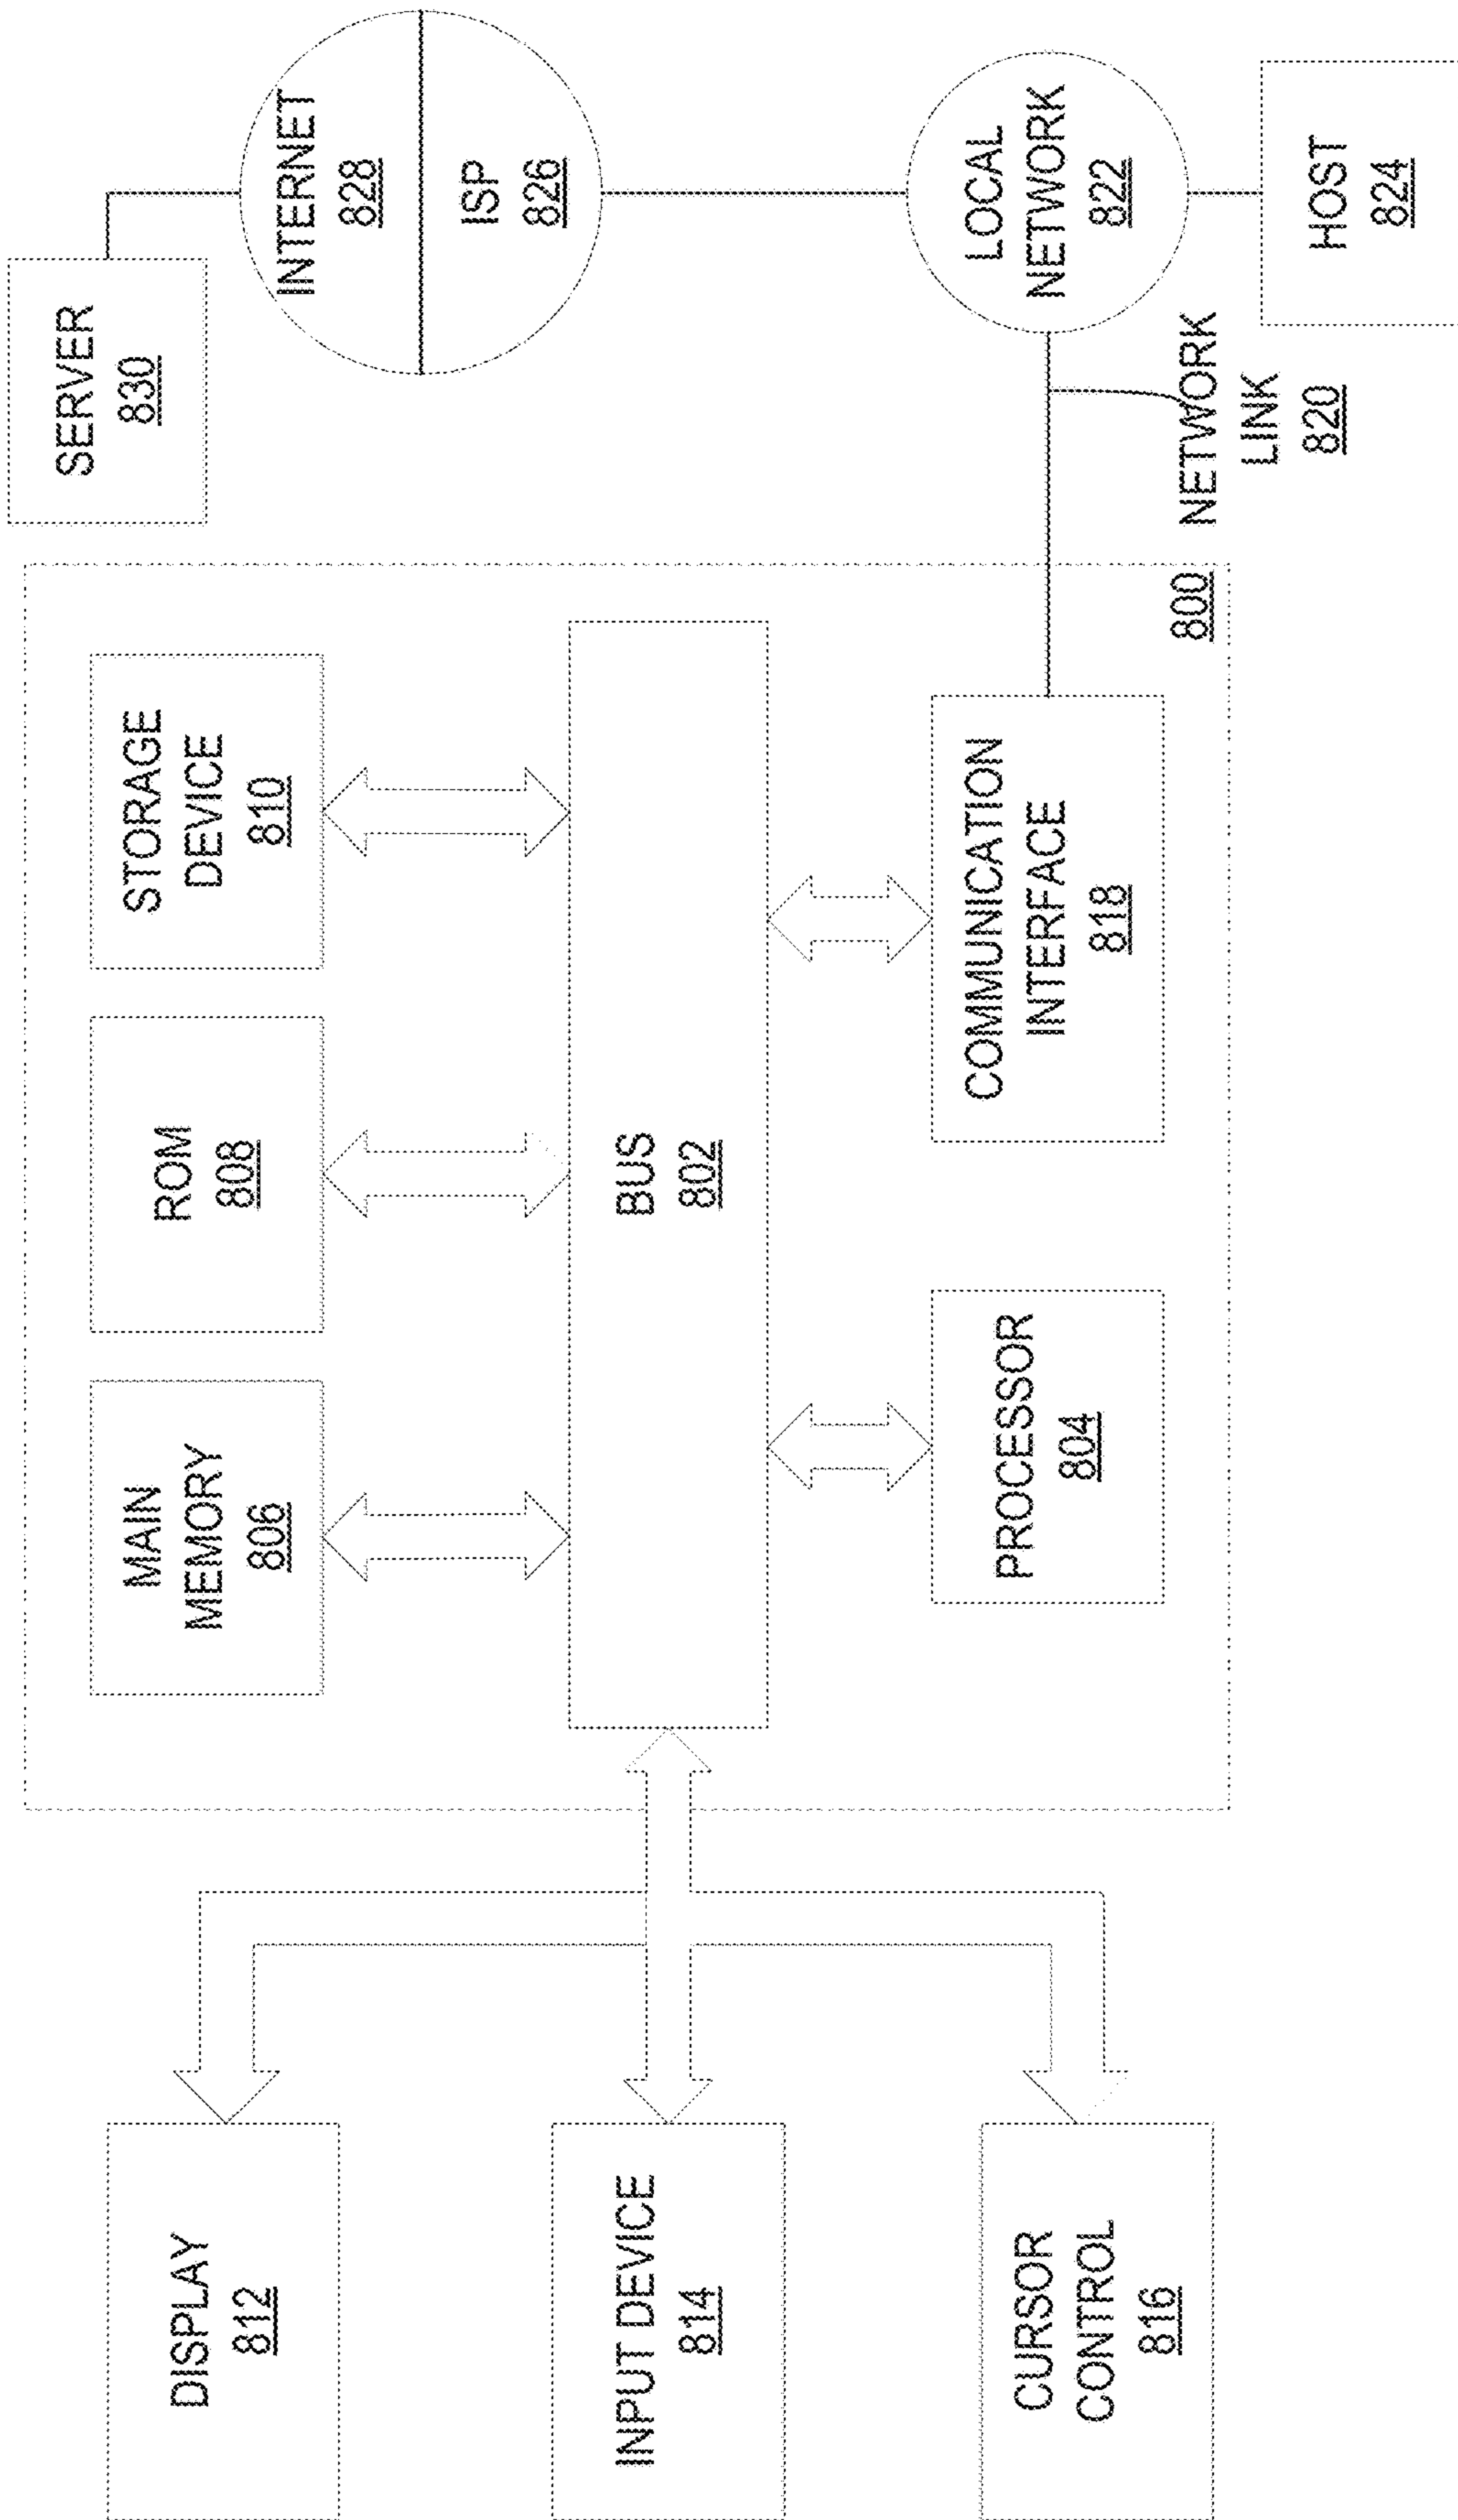 DISPLAY
812
INPUT DEVICE
814
CURSOR
CONTROL
816
MAIN
MEMORY
806
ROM
808
STORAGE
DEVICE
810
BUS
802
PROCESSOR
804
COMMUNICATION
INTERFACE
818
800
SERVER
830
INTERNET
828
ISP
826
LOCAL
NETWORK
822
NETWORK
LINK
820
HOST
824